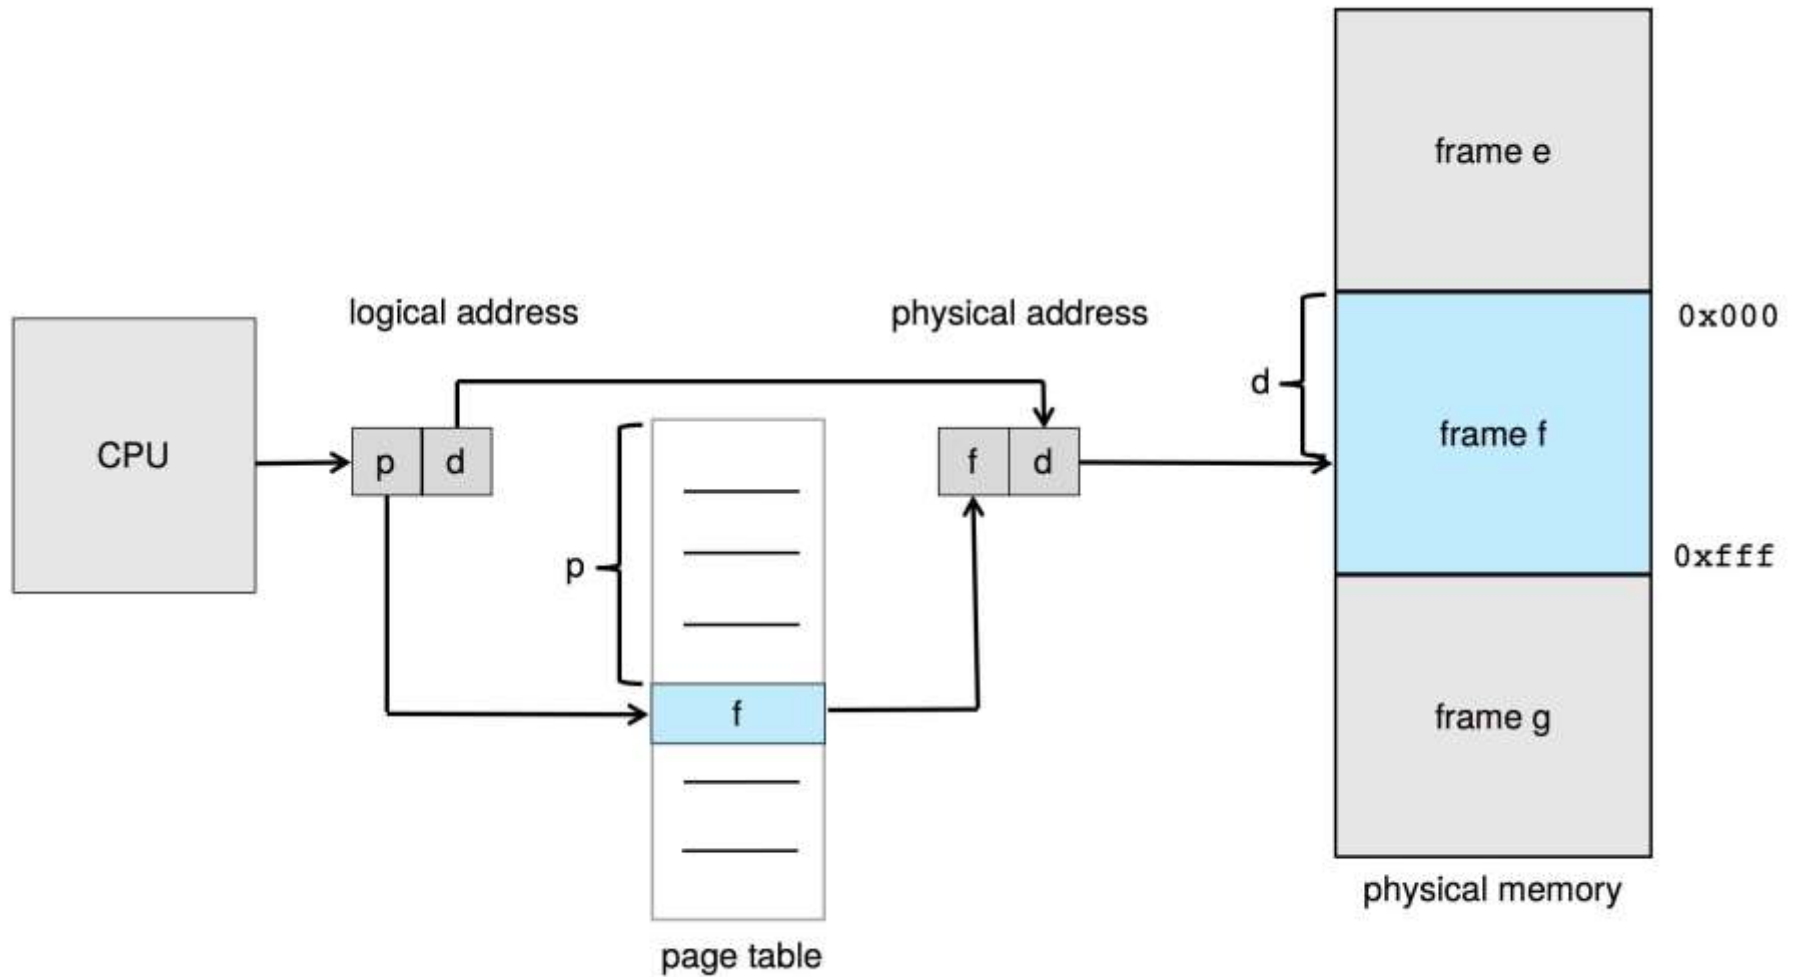 frame e
logical address
physical address
0x000
d
CPU
p
d
f
d
frame f
p
0xfff
f
frame g
physical memory
page table